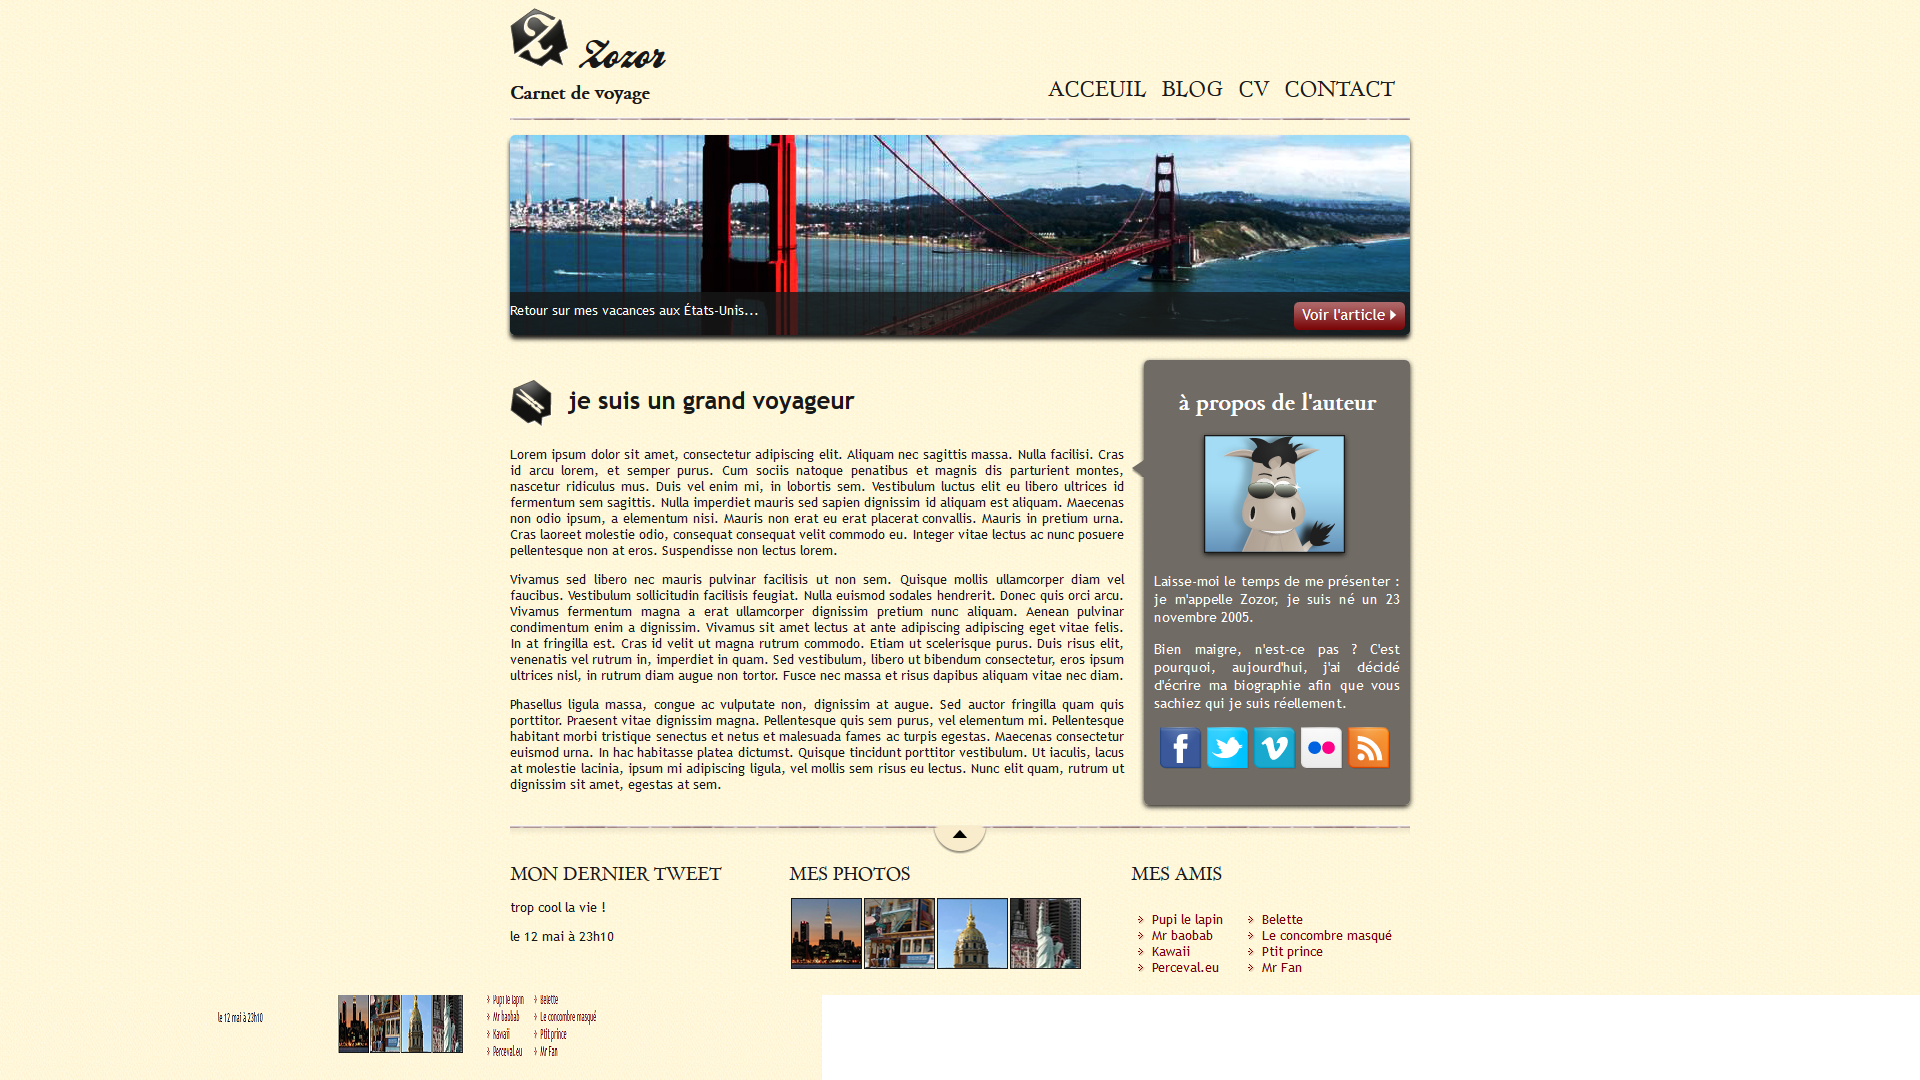 Zozor
Carnet de voyage
ACCEUIL BLOG CV CONTACT
Retour sur mes vacances aux États-Unis...
Voir l'article
je suis un grand voyageur
Lorem ipsum dolor sit amet, consectetur adipiscing elit. Aliquam nec sagittis massa. Nulla facilisi. Cras
id arcu lorem, et semper purus. Cum sociis natoque penatibus et magnis dis parturient montes,
nascetur ridiculus mus. Duis vel enim mi, in lobortis sem. Vestibulum luctus elit eu libero ultrices id
fermentum sem sagittis. Nulla imperdiet mauris sed sapien dignissim id aliquam est aliquam. Maecenas
non odio ipsum, a elementum nisi. Mauris non erat eu erat placerat convallis. Mauris in pretium urna.
Cras laoreet molestie odio, consequat consequat velit commodo eu. Integer vitae lectus ac nunc posuere
pellentesque non at eros. Suspendisse non lectus lorem.
Vivamus sed libero nec mauris pulvinar facilisis ut non sem. Quisque mollis ullamcorper diam vel
faucibus. Vestibulum sollicitudin facilisis feugiat. Nulla euismod sodales hendrerit. Donec quis orci arcu.
Vivamus fermentum magna a erat ullamcorper dignissim pretium nunc aliquam. Aenean pulvinar
condimentum enim a dignissim. Vivamus sit amet lectus at ante adipiscing adipiscing eget vitae felis.
In at fringilla est. Cras id velit ut magna rutrum commodo. Etiam ut scelerisque purus. Duis risus elit,
venenatis vel rutrum in, imperdiet in quam. Sed vestibulum, libero ut bibendum consectetur, eros ipsum
ultrices nisl, in rutrum diam augue non tortor. Fusce nec massa et risus dapibus aliquam vitae nec diam.
Phasellus ligula massa, congue ac vulputate non, dignissim at augue. Sed auctor fringilla quam quis
porttitor. Praesent vitae dignissim magna. Pellentesque quis sem purus, vel elementum mi. Pellentesque
habitant morbi tristique senectus et netus et malesuada fames ac turpis egestas. Maecenas consectetur
euismod urna. In hac habitasse platea dictumst. Quisque tincidunt porttitor vestibulum. Ut iaculis, lacus
at molestie lacinia, ipsum mi adipiscing ligula, vel mollis sem risus eu lectus. Nunc elit quam, rutrum ut
dignissim sit amet, egestas at sem.
à propos de l'auteur
Laisse-moi le temps de me présenter :
je m'appelle Zozor, je suis né un 23
novembre 2005.
Bien maigre, n'est-ce pas ? C'est
pourquoi, aujourd'hui, j'ai décidé
d'écrire ma biographie afin que vous
sachiez qui je suis réellement.
MON DERNIER TWEET
trop cool la vie !
le 12 mai à 23h10
MES PHOTOS
MES AMIS
Pupi le lapin
Mr baobab
Kawaii
Perceval.eu
Belette
Le concombre masqué
Ptit prince
Mr Fan
le 12 mai à 23h10
Pupi le lapin
Mr baobab
Kawaii
Perceval.eu
Belette
Le concombre masqué
Ptit prince
Mr Fan